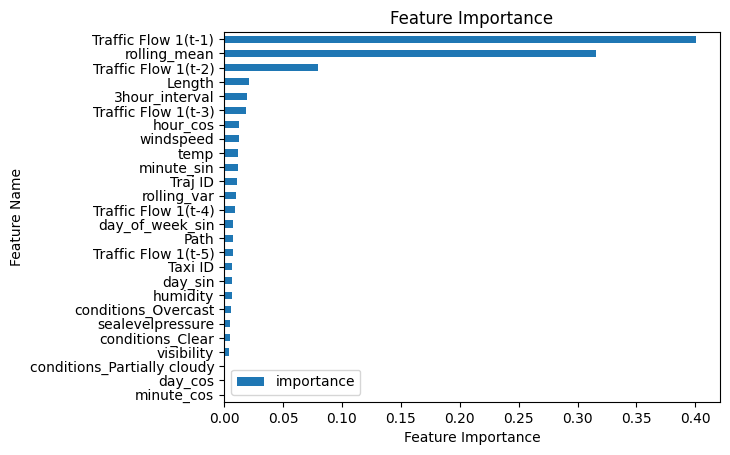 Feature Importance
Traffic Flow 1(t-1)
rolling_mean
Traffic Flow 1(t-2)
Length
3hour_interval
Traffic Flow 1(t-3)
hour_cos
windspeed
temp
minute_sin
Traj ID
rolling_var
Traffic Flow 1(t-4)
day_of_week_sin
Path
Traffic Flow 1(t-5)
Taxi ID
day_sin
humidity
conditions_Overcast
sealevelpressure
conditions_Clear
visibility
conditions_Partially cloudy
day_cos
minute_cos
Feature Name
importance
0.00 0.05 0.10 0.15 0.20 0.25 0.30 0.35 0.40
Feature Importance